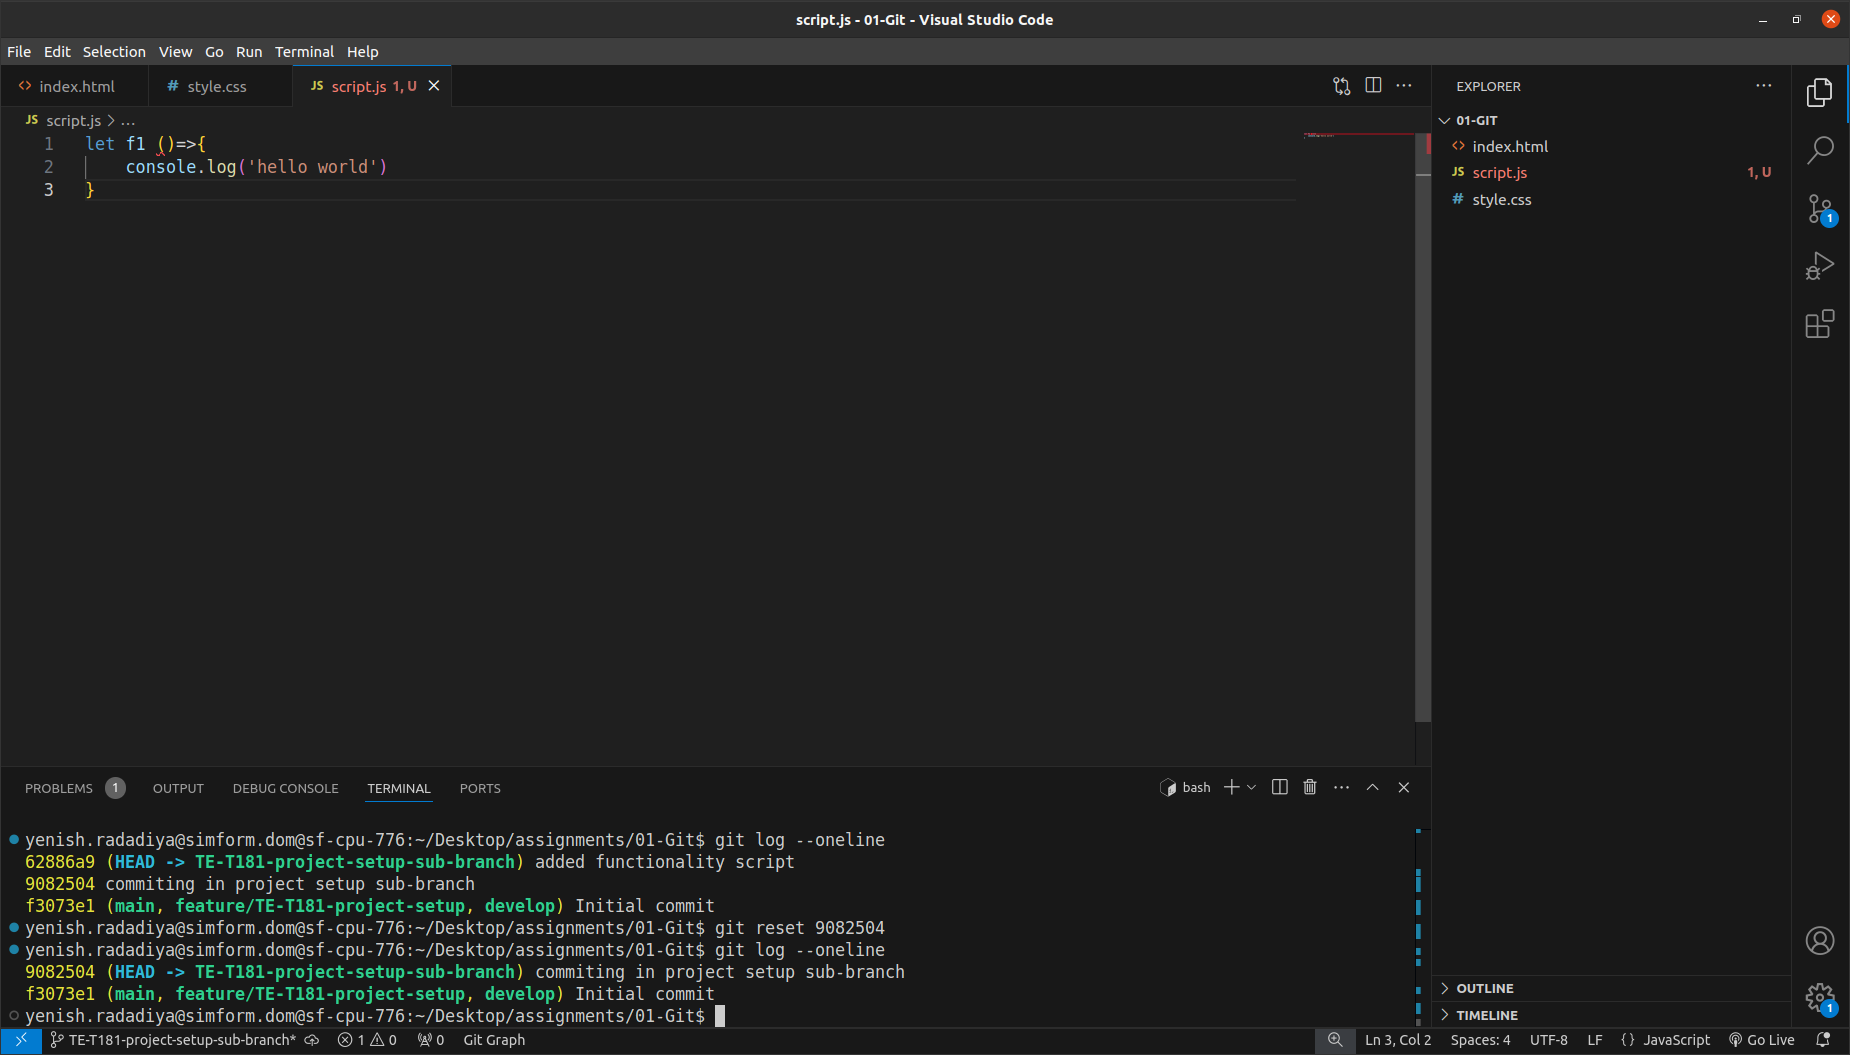 script.js - 01-Git - Visual Studio Code
File Edit Selection View Go Run Terminal Help
index.html
# style.css
JS script.js 1, U
EXPLORER
JS script.js > ...
01-GIT
1 let f1 ()=>{
2 console.log('hello world')
3 }
index.html
JS script.js 1, U
# style.css
1
PROBLEMS 1 OUTPUT DEBUG CONSOLE TERMINAL PORTS
bash
yenish.radadiya@simform.dom@sf-cpu-776:~/Desktop/assignments/01-Git$ git log --oneline
62886a9 (HEAD -> TE-T181-project-setup-sub-branch) added functionality script
9082504 commiting in project setup sub-branch
f3073e1 (main, feature/TE-T181-project-setup, develop) Initial commit
yenish.radadiya@simform.dom@sf-cpu-776:~/Desktop/assignments/01-Git$ git reset 9082504
yenish.radadiya@simform.dom@sf-cpu-776:~/Desktop/assignments/01-Git$ git log --oneline
9082504 (HEAD -> TE-T181-project-setup-sub-branch) commiting in project setup sub-branch
f3073e1 (main, feature/TE-T181-project-setup, develop) Initial commit
yenish.radadiya@simform.dom@sf-cpu-776:~/Desktop/assignments/01-Git$
OUTLINE
TIMELINE
1
TE-T181-project-setup-sub-branch* 1 0 0 Git Graph
Ln 3, Col 2 Spaces: 4 UTF-8 LF {} JavaScript Go Live